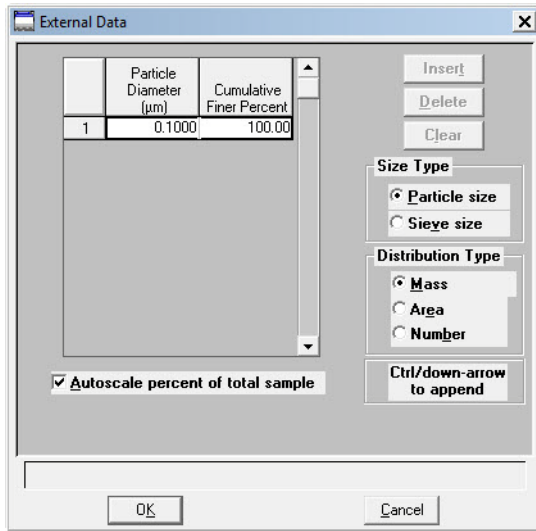 External Data
Particle
Diameter
(µm)
Cumulative
Finer Percent
1 0.1000 100.00
Autoscale percent of total sample
Insert
Delete
Clear
Size Type
Particle size
Sieve size
Distribution Type
Mass
Area
Number
Ctrl/down-arrow
to append
OK
Cancel